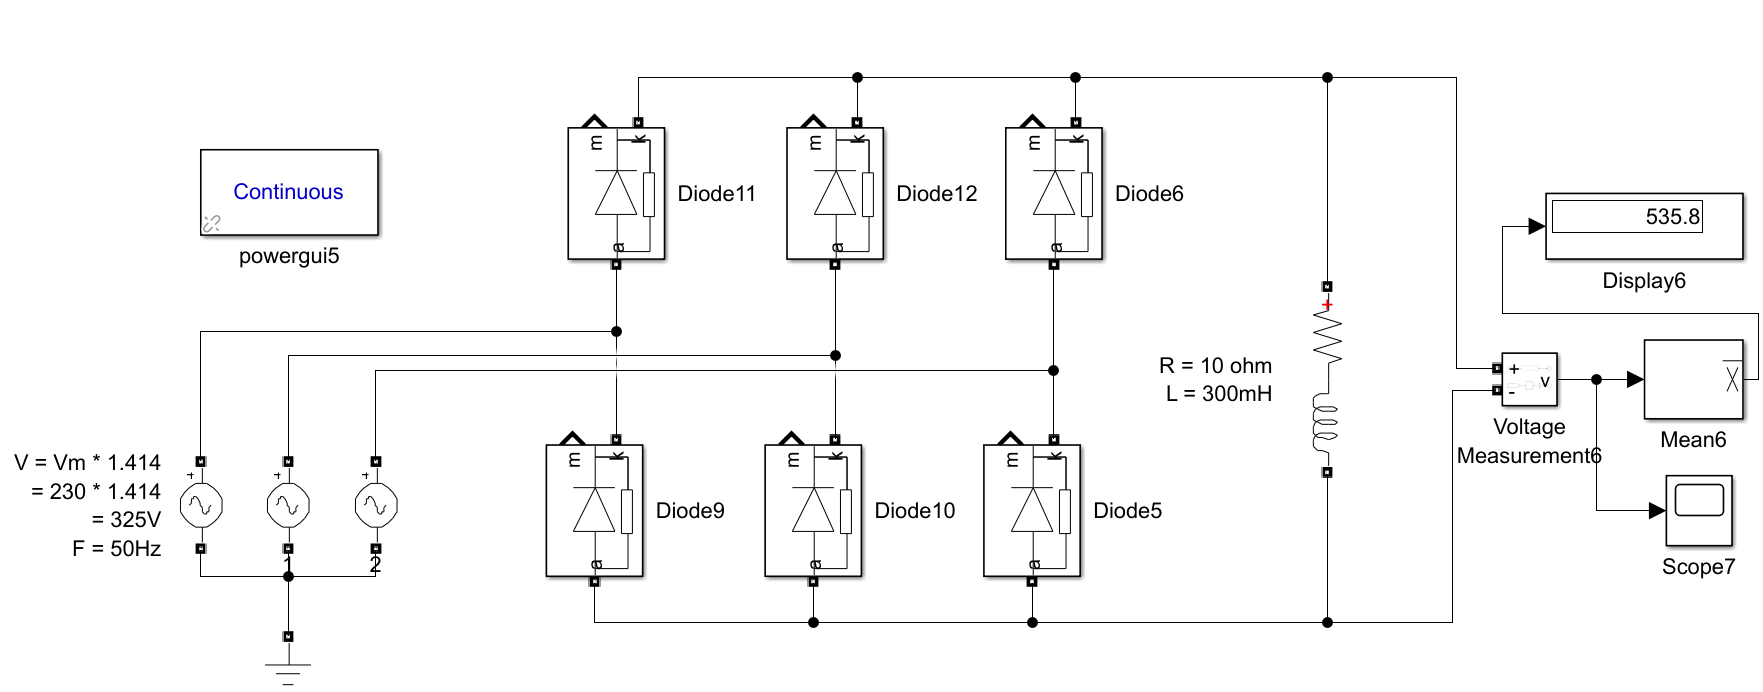 Continuous
powergui5
m
k
a
Diode11
m
k
a
Diode12
m
k
a
Diode6
535.8
Display6
R = 10 ohm
L = 300mH
+
+
-
v
Voltage
Measurement6
X
Mean6
V = Vm * 1.414
= 230 * 1.414
= 325V
F = 50Hz
+
+
+
1
2
m
k
a
Diode9
m
k
a
Diode10
m
k
a
Diode5
Scope7